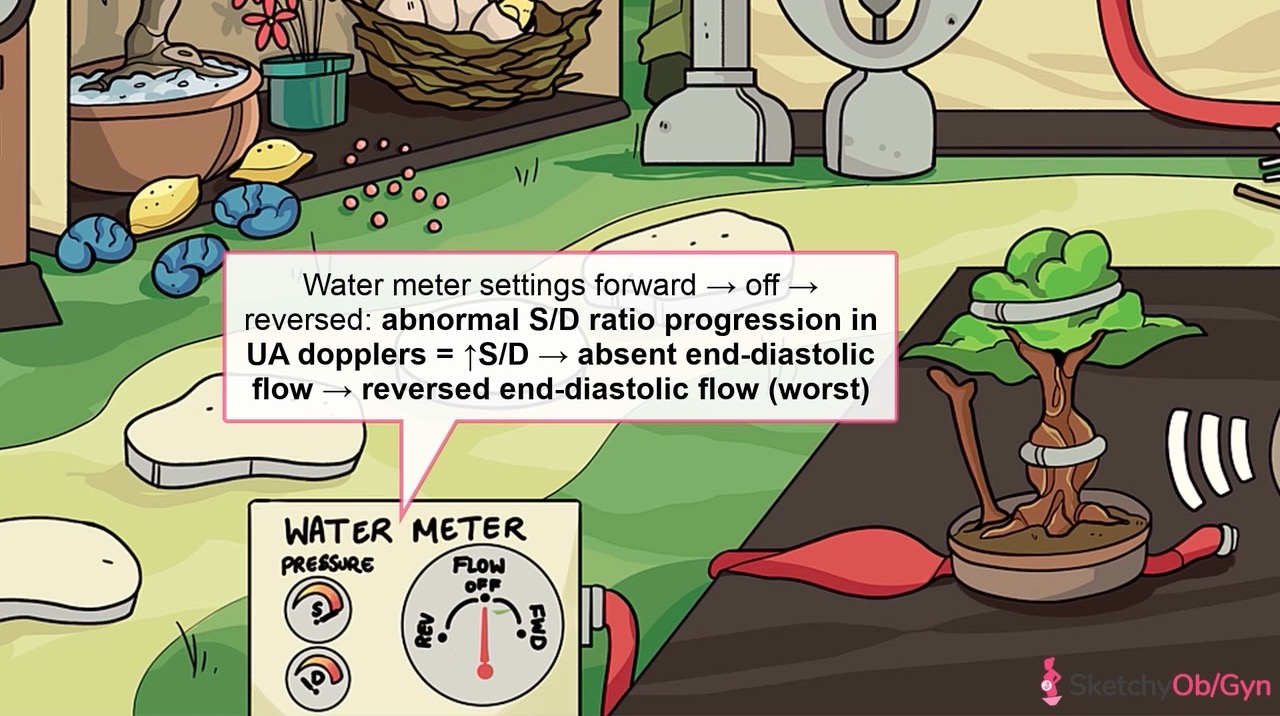 Water meter settings forward → off →
reversed: abnormal S/D ratio progression in
UA dopplers = ↑S/D → absent end-diastolic
flow → reversed end-diastolic flow (worst)
WATER METER
PRESSURE
S
D
FLOW
OFF
REV
FWD
SketchyOb/Gyn